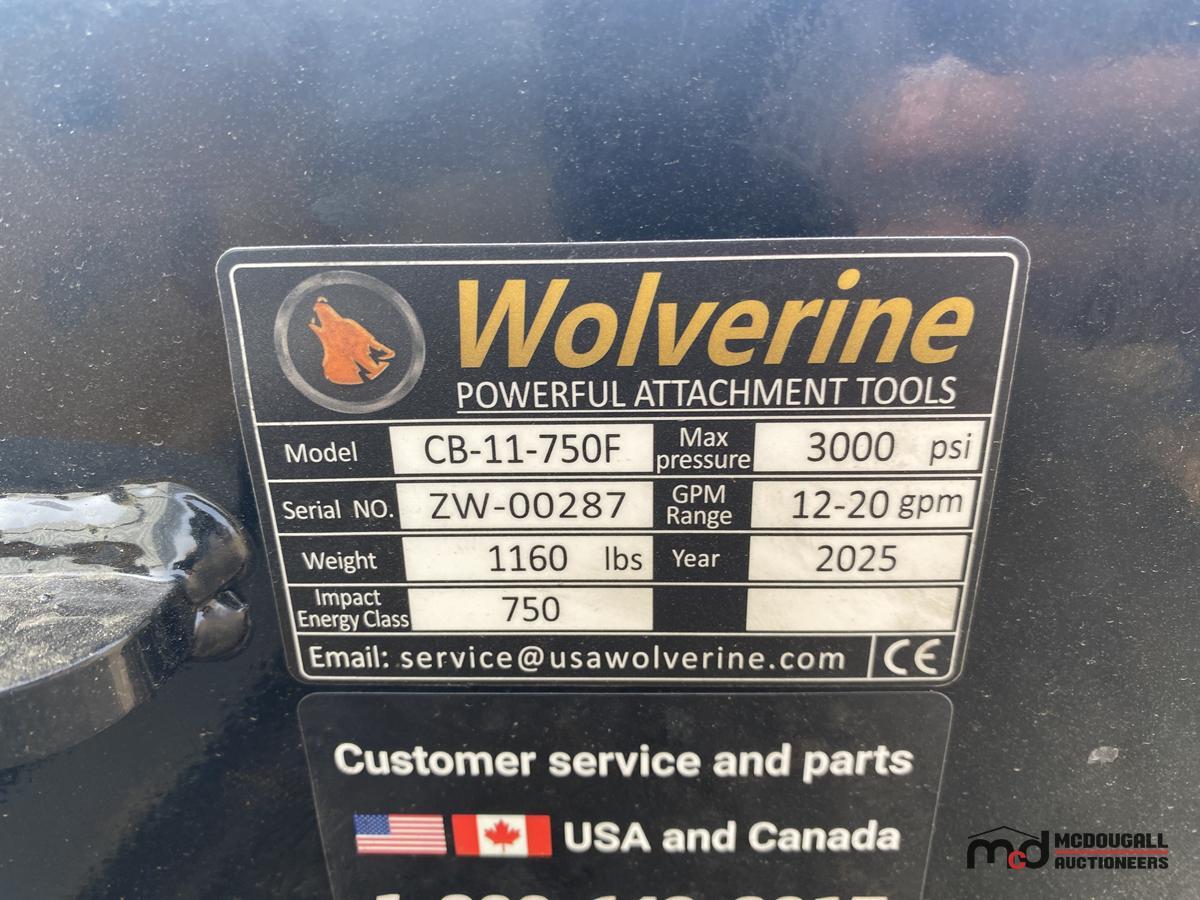 Wolverine
POWERFUL ATTACHMENT TOOLS
Model CB-11-750F Max pressure 3000 psi
Serial NO. ZW-00287 GPM Range 12-20 gpm
Weight 1160 lbs Year 2025
Impact Energy Class 750
Email: service@usawolverine.com CE
Customer service and parts
USA and Canada
mcd MCDOUGALL
AUCTIONEERS